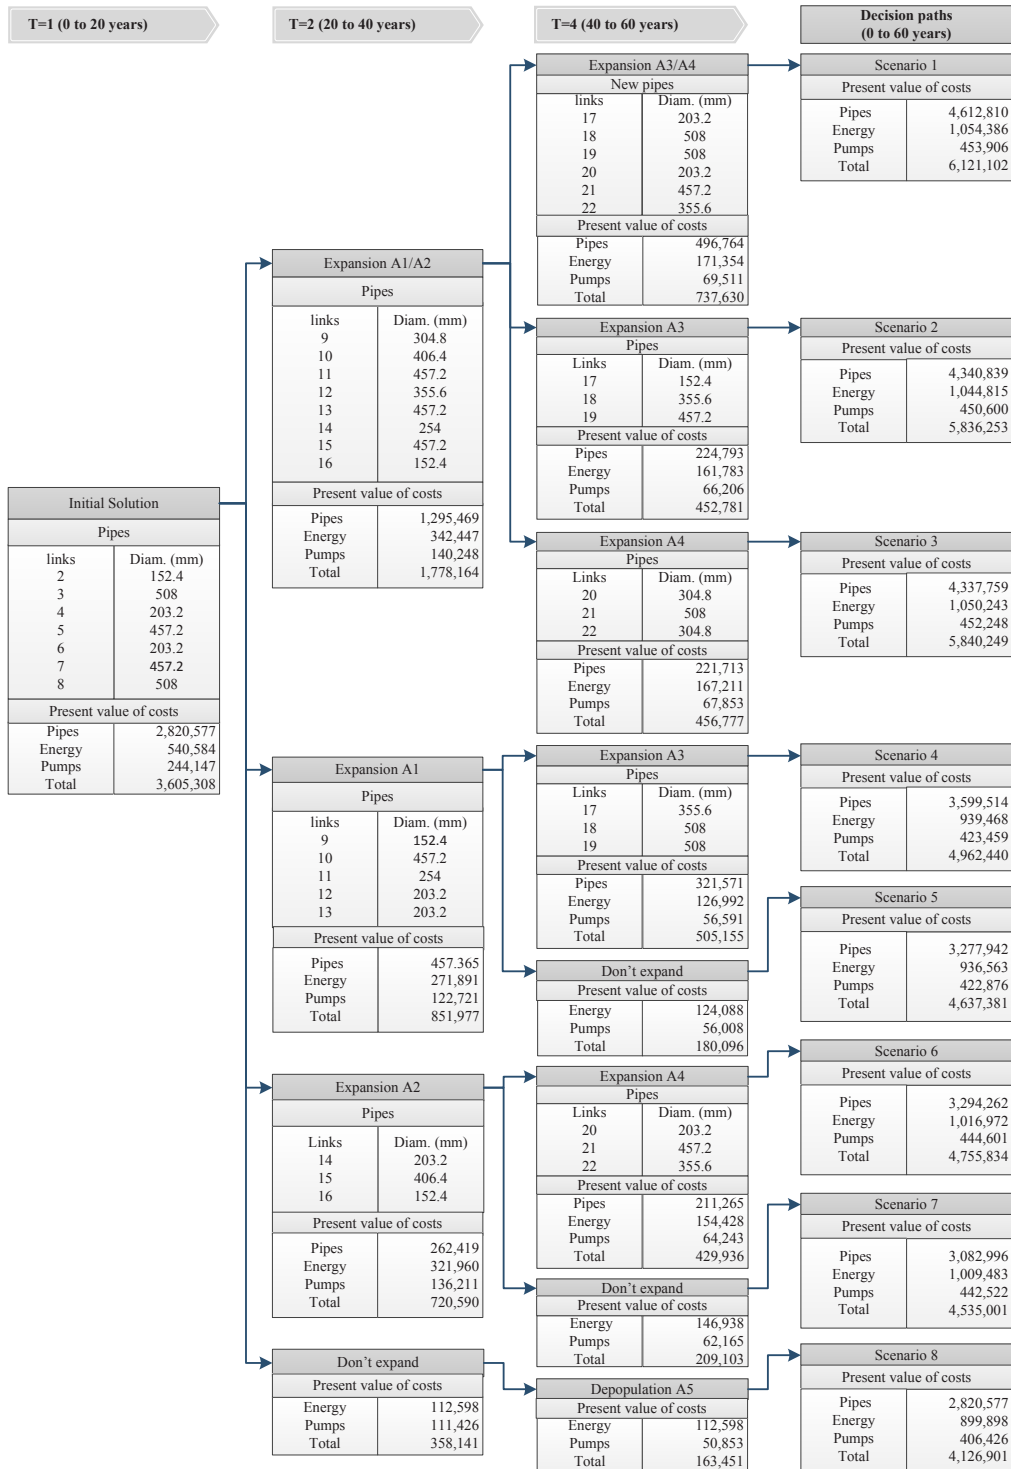 T=1 (0 to 20 years)
T=2 (20 to 40 years)
T=4 (40 to 60 years)
Decision paths
(0 to 60 years)
Initial Solution
Pipes
links Diam. (mm)
2 152.4
3 508
4 203.2
5 457.2
6 203.2
7 457.2
8 508
Present value of costs
Pipes 2,820,577
Energy 540,584
Pumps 244,147
Total 3,605,308
Expansion A1/A2
Pipes
links Diam. (mm)
9 304.8
10 406.4
11 457.2
12 355.6
13 457.2
14 254
15 457.2
16 152.4
Present value of costs
Pipes 1,295,469
Energy 342,447
Pumps 140,248
Total 1,778,164
Expansion A1
Pipes
links Diam. (mm)
9 152.4
10 457.2
11 254
12 203.2
13 203.2
Present value of costs
Pipes 457.365
Energy 271,891
Pumps 122,721
Total 851,977
Expansion A2
Pipes
Links Diam. (mm)
14 203.2
15 406.4
16 152.4
Present value of costs
Pipes 262,419
Energy 321,960
Pumps 136,211
Total 720,590
Don't expand
Present value of costs
Energy 112,598
Pumps 111,426
Total 358,141
Expansion A3/A4
New pipes
links Diam. (mm)
17 203.2
18 508
19 508
20 203.2
21 457.2
22 355.6
Present value of costs
Pipes 496,764
Energy 171,354
Pumps 69,511
Total 737,630
Expansion A3
Pipes
Links Diam. (mm)
17 152.4
18 355.6
19 457.2
Present value of costs
Pipes 224,793
Energy 161,783
Pumps 66,206
Total 452,781
Expansion A4
Pipes
Links Diam. (mm)
20 304.8
21 508
22 304.8
Present value of costs
Pipes 221,713
Energy 167,211
Pumps 67,853
Total 456,777
Expansion A3
Pipes
Links Diam. (mm)
17 355.6
18 508
19 508
Present value of costs
Pipes 321,571
Energy 126,992
Pumps 56,591
Total 505,155
Don't expand
Present value of costs
Energy 124,088
Pumps 56,008
Total 180,096
Expansion A4
Pipes
Links Diam. (mm)
20 203.2
21 457.2
22 355.6
Present value of costs
Pipes 211,265
Energy 154,428
Pumps 64,243
Total 429,936
Don't expand
Present value of costs
Energy 146,938
Pumps 62,165
Total 209,103
Depopulation A5
Present value of costs
Energy 112,598
Pumps 50,853
Total 163,451
Scenario 1
Present value of costs
Pipes 4,612,810
Energy 1,054,386
Pumps 453,906
Total 6,121,102
Scenario 2
Present value of costs
Pipes 4,340,839
Energy 1,044,815
Pumps 450,600
Total 5,836,253
Scenario 3
Present value of costs
Pipes 4,337,759
Energy 1,050,243
Pumps 452,248
Total 5,840,249
Scenario 4
Present value of costs
Pipes 3,599,514
Energy 939,468
Pumps 423,459
Total 4,962,440
Scenario 5
Present value of costs
Pipes 3,277,942
Energy 936,563
Pumps 422,876
Total 4,637,381
Scenario 6
Present value of costs
Pipes 3,294,262
Energy 1,016,972
Pumps 444,601
Total 4,755,834
Scenario 7
Present value of costs
Pipes 3,082,996
Energy 1,009,483
Pumps 442,522
Total 4,535,001
Scenario 8
Present value of costs
Pipes 2,820,577
Energy 899,898
Pumps 406,426
Total 4,126,901